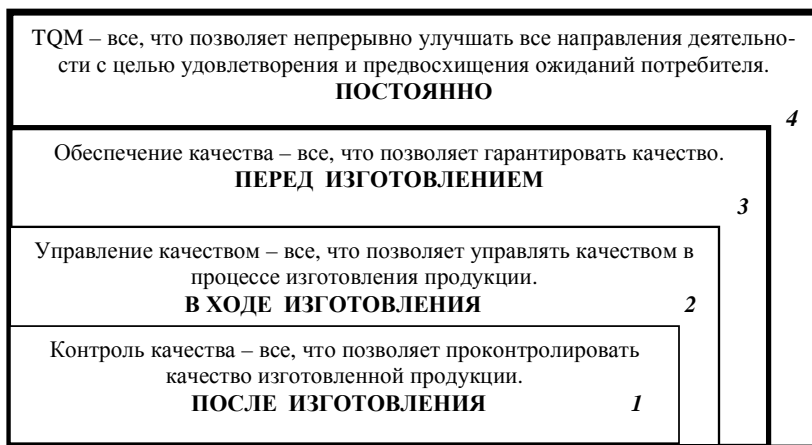 TQM – все, что позволяет непрерывно улучшать все направления деятельно-
сти с целью удовлетворения и предвосхищения ожиданий потребителя.
ПОСТОЯННО
4
Обеспечение качества – все, что позволяет гарантировать качество.
ПЕРЕД ИЗГОТОВЛЕНИЕМ
3
Управление качеством – все, что позволяет управлять качеством в
процессе изготовления продукции.
В ХОДЕ ИЗГОТОВЛЕНИЯ 2
Контроль качества – все, что позволяет проконтролировать
качество изготовленной продукции.
ПОСЛЕ ИЗГОТОВЛЕНИЯ 1